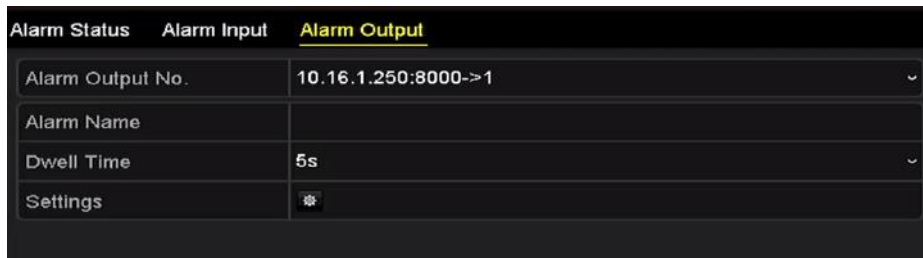 Alarm Status Alarm Input Alarm Output
Alarm Output No. 10.16.1.250:8000->1
Alarm Name
Dwell Time 5s
Settings